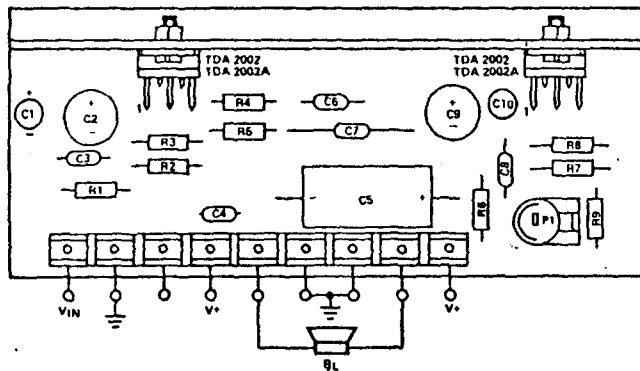 TDA 2002
TDA 2002A
TDA 2002
TDA 2002A
+
C1
-
+
C2
-
C3
R1
1
R3
R2
R4
R5
C6
C7
C4
- C5 +
+
C9
-
C10
1
R6
C8
R8
R7
P1
R9
VIN
V+
V+
BL